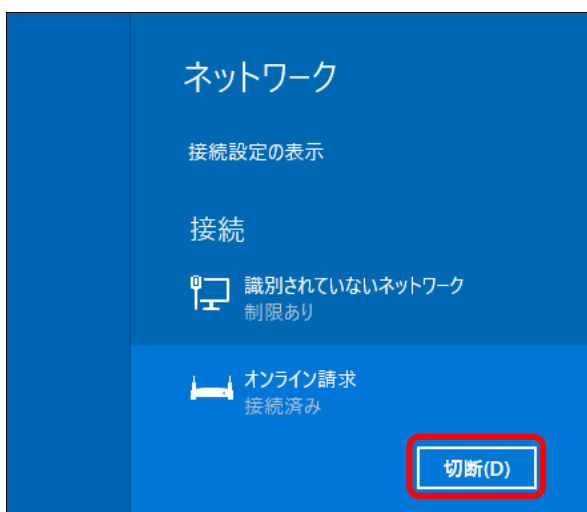 ネットワーク
接続設定の表示
接続
識別されていないネットワーク
制限あり
オンライン請求
接続済み
切断(D)